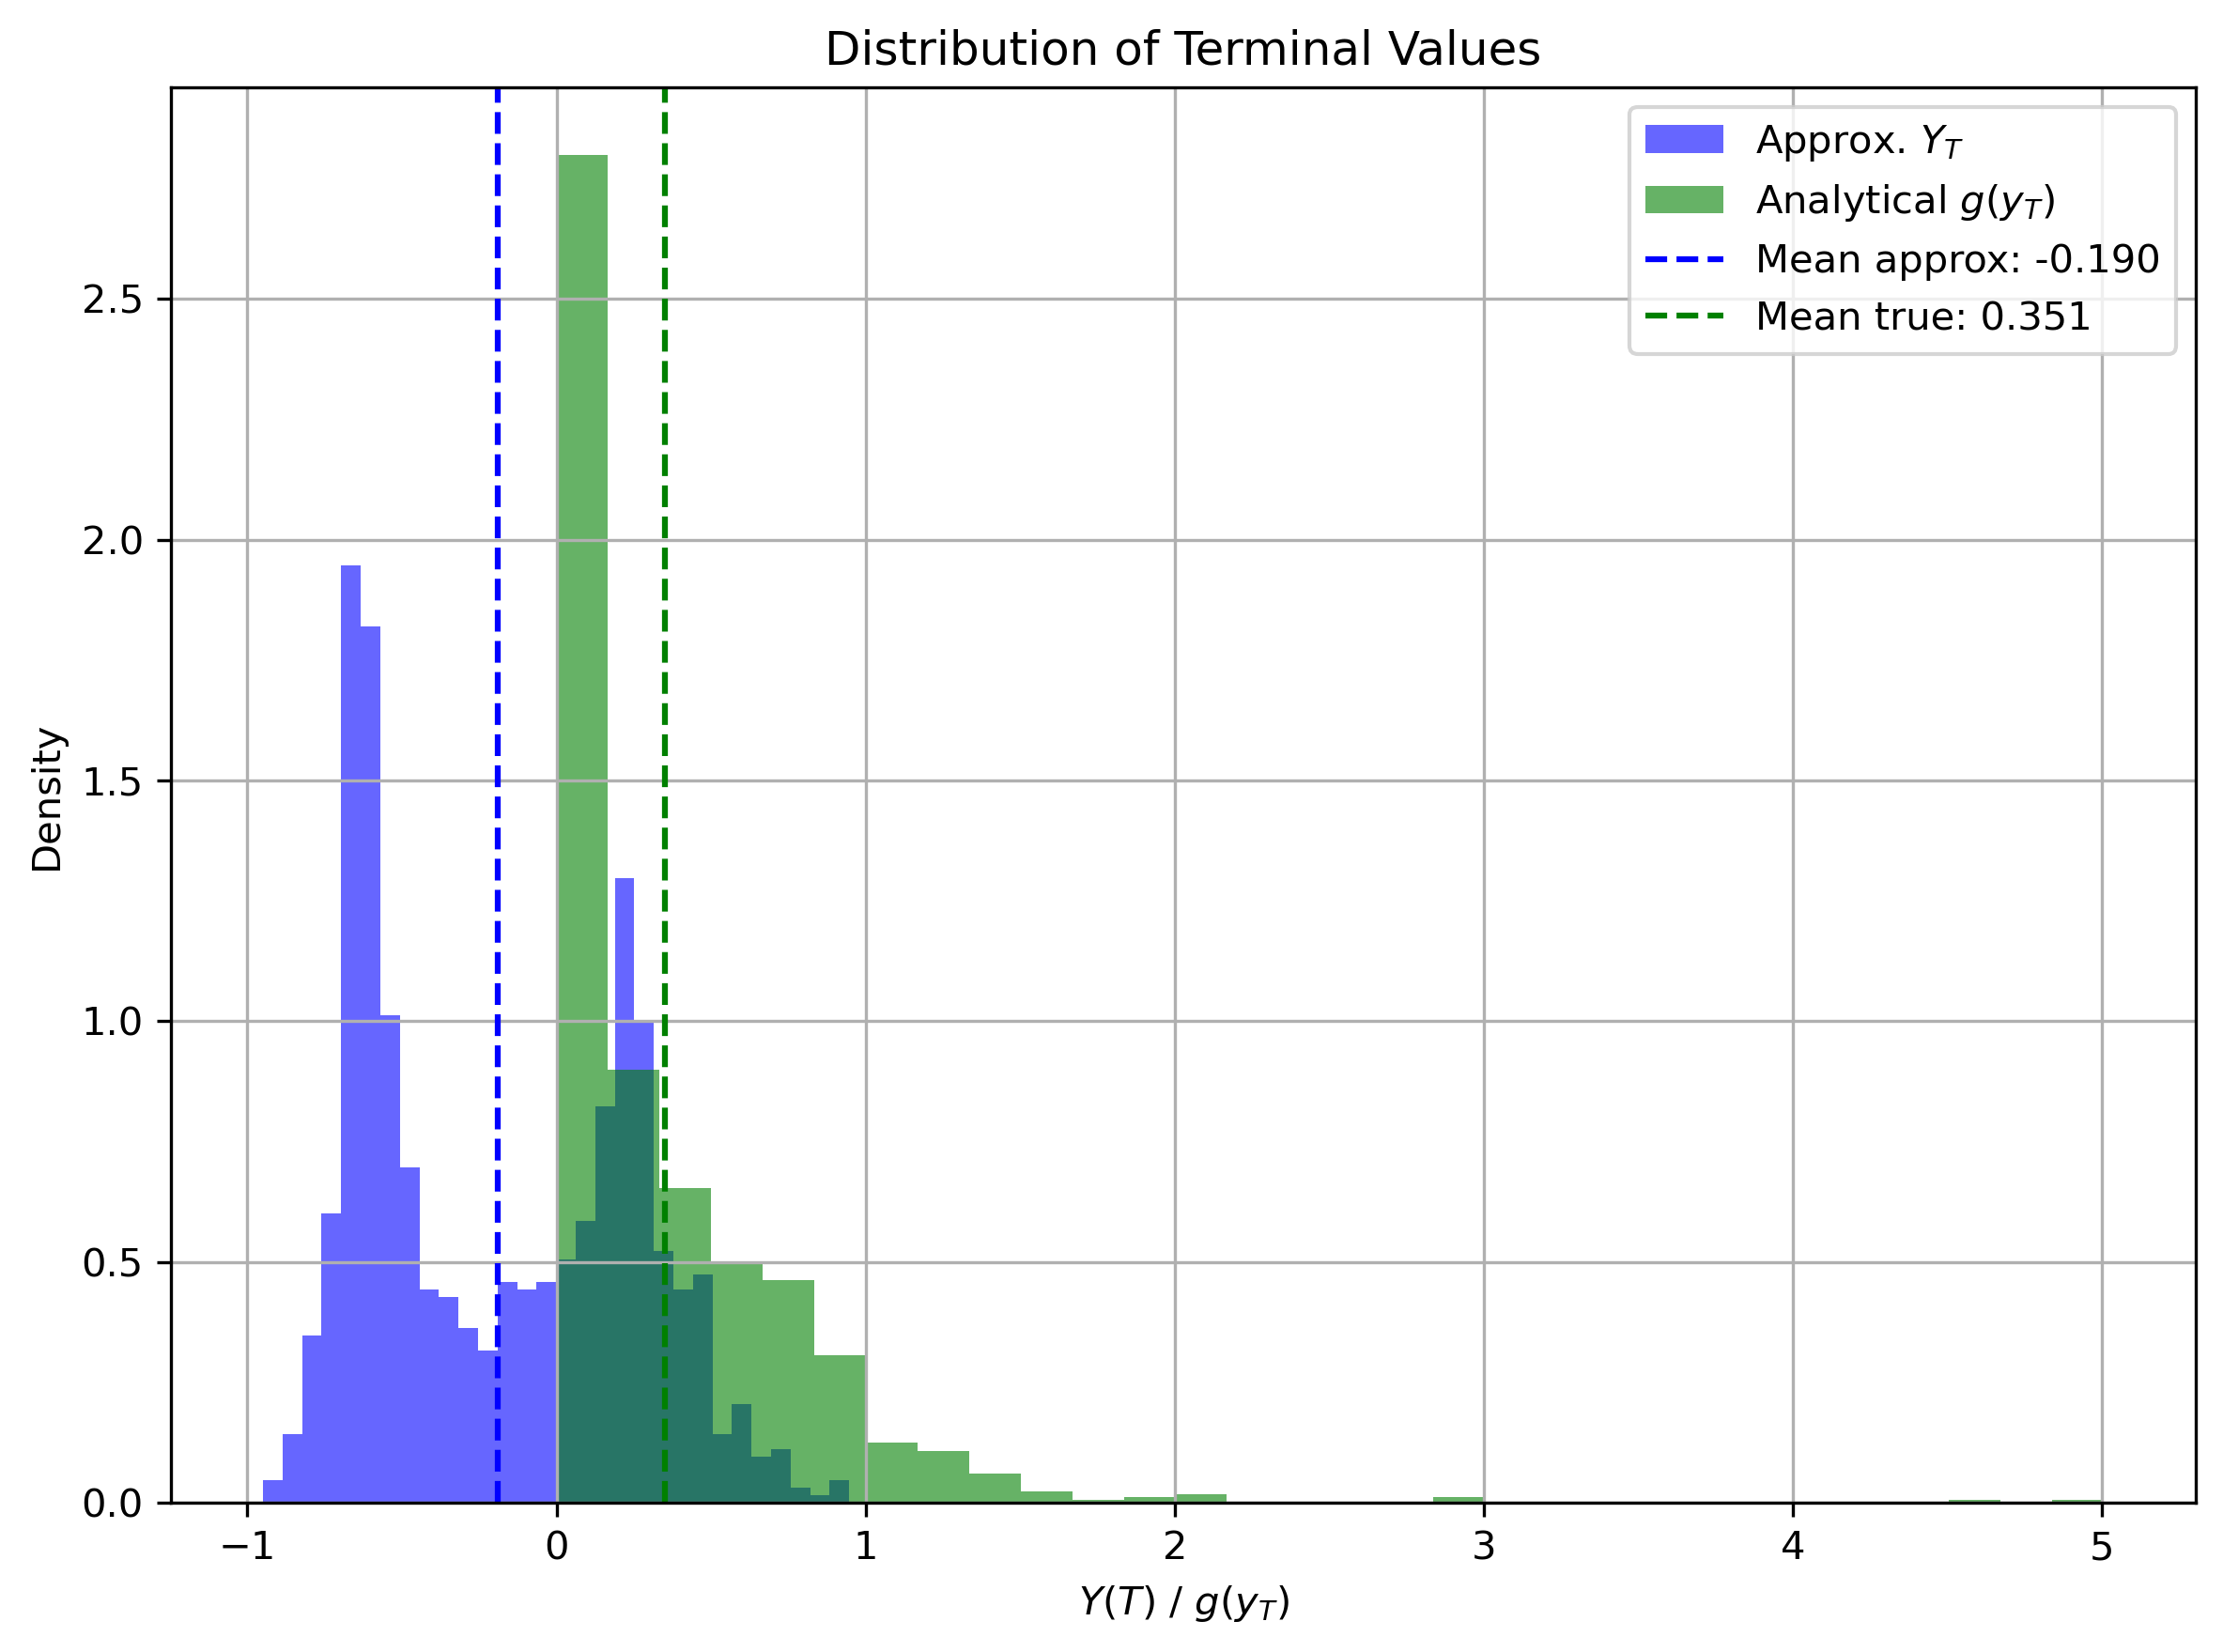 Distribution of Terminal Values
Approx. $Y_T$
Analytical $g(y_T)$
Mean approx: -0.190
Mean true: 0.351
2.5
2.0
1.5
1.0
0.5
0.0
Density
−1 0 1 2 3 4 5
$Y(T)$ / $g(y_T)$